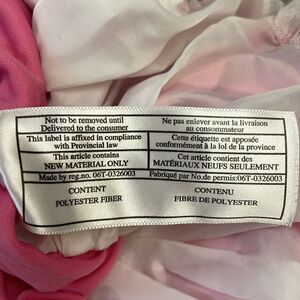 Not to be removed until
Delivered to the consumer
This label is affixed in compliance
with Provincial law
This article contains
NEW MATERIAL ONLY
Made by reg.no. 06T-0326003
CONTENT
POLYESTER FIBER
Ne pas enlever avant la livraison
au consommateur
Cette étiquette est apposée
conformément à la loi de la province
Cet article contient des
MATÉRIAUX NEUFS SEULEMENT
Fabriqué par No.de permis:06T-0326003
CONTENU
FIBRE DE POLYESTER